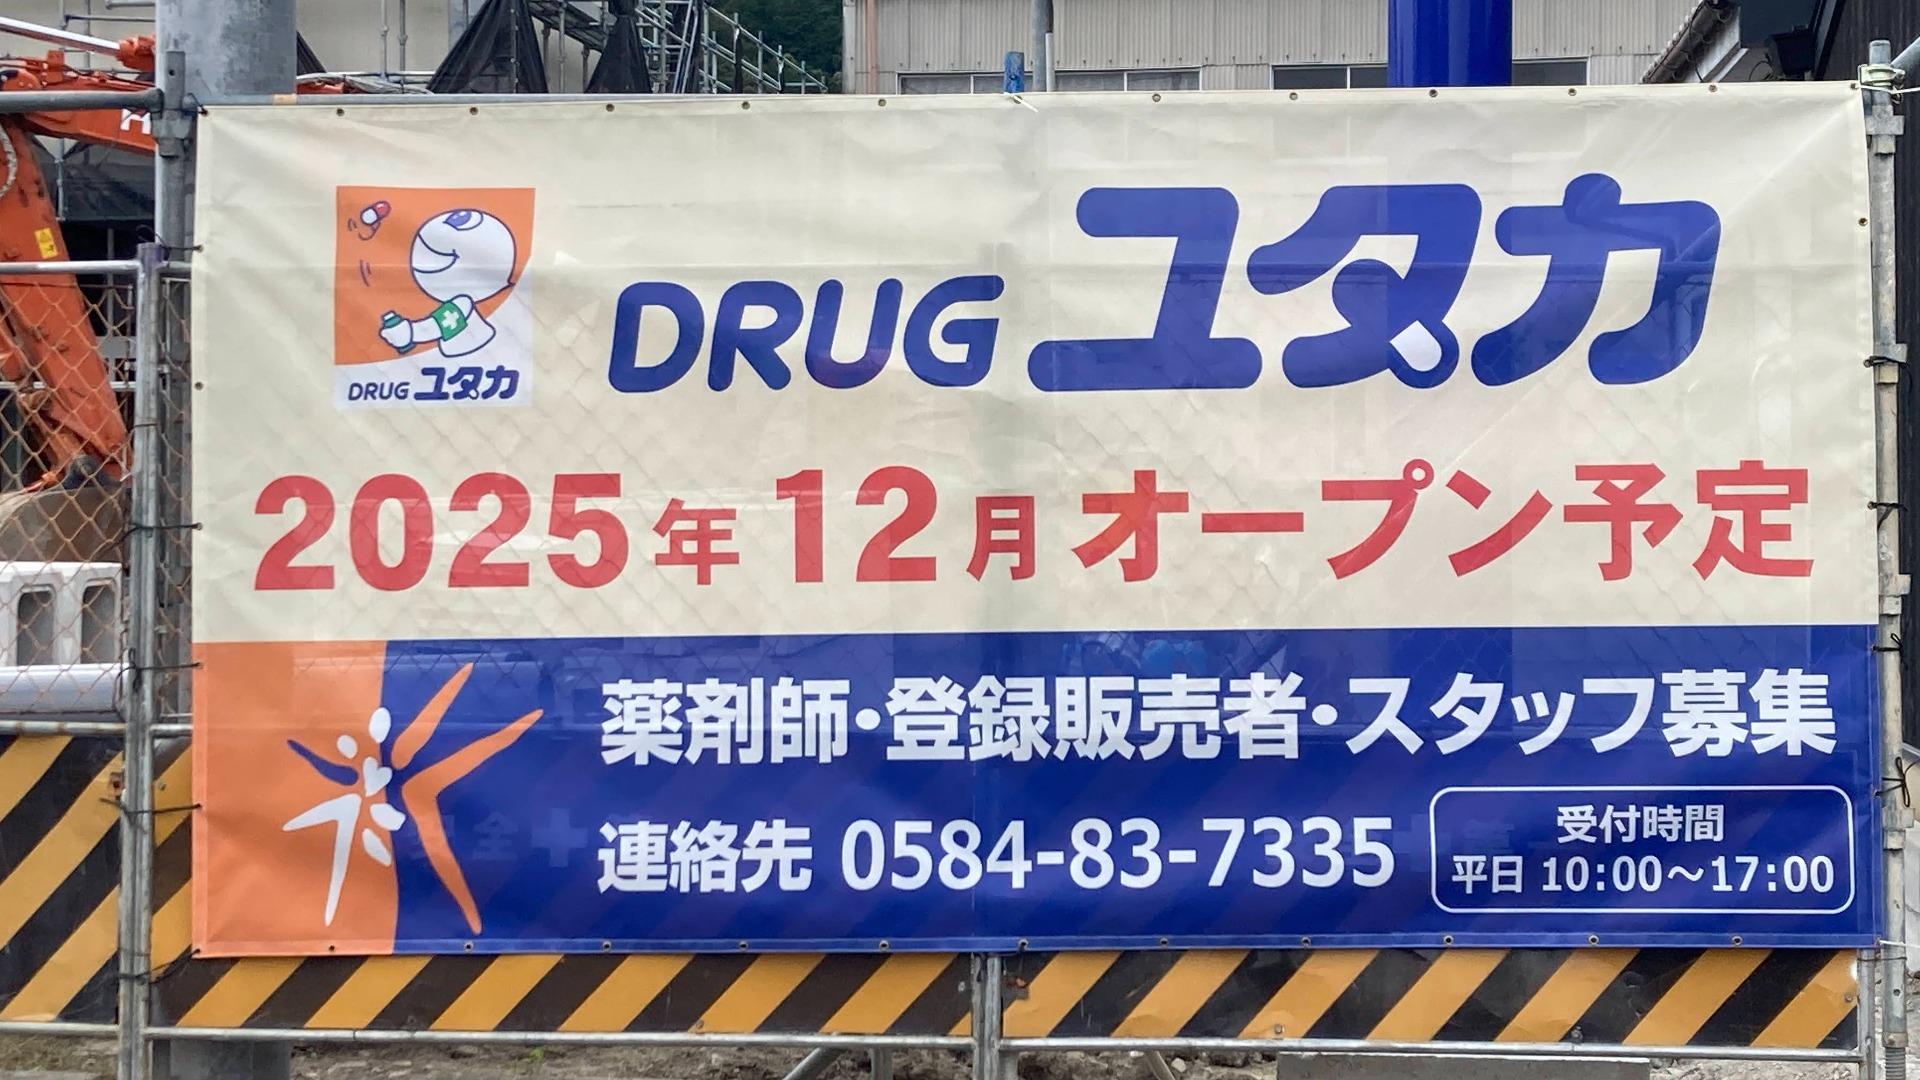 DRUG ユタカ
DRUG ユタカ
2025年12月オープン予定
薬剤師・登録販売者・スタッフ募集
連絡先 0584-83-7335
受付時間
平日 10:00～17:00